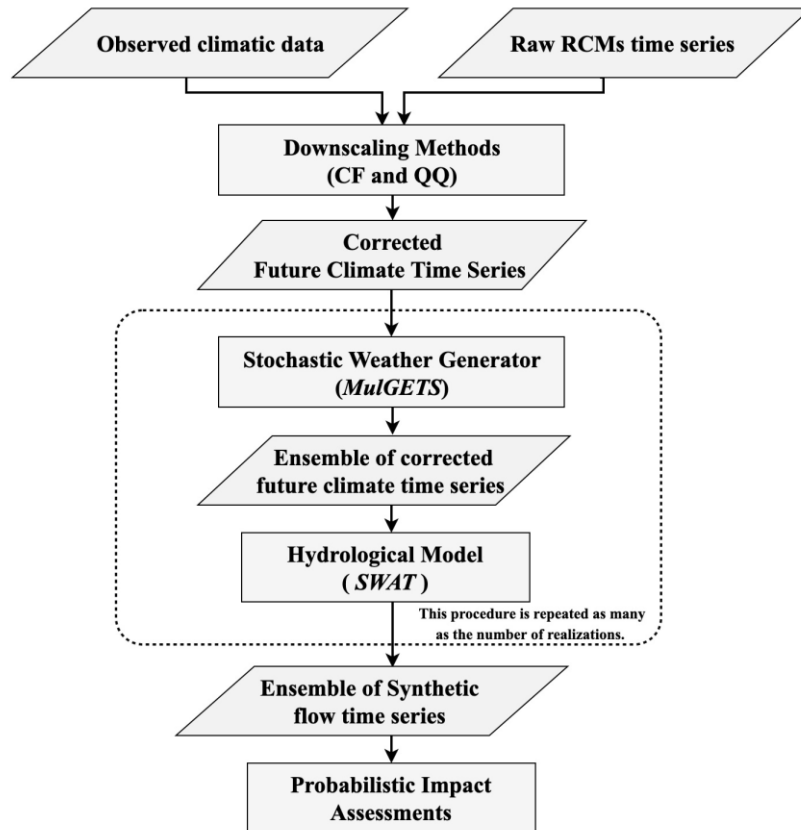 Observed climatic data
Raw RCMs time series
Downscaling Methods
(CF and QQ)
Corrected
Future Climate Time Series
Stochastic Weather Generator
(MulGETS)
Ensemble of corrected
future climate time series
Hydrological Model
( SWAT )
This procedure is repeated as many
as the number of realizations.
Ensemble of Synthetic
flow time series
Probabilistic Impact
Assessments